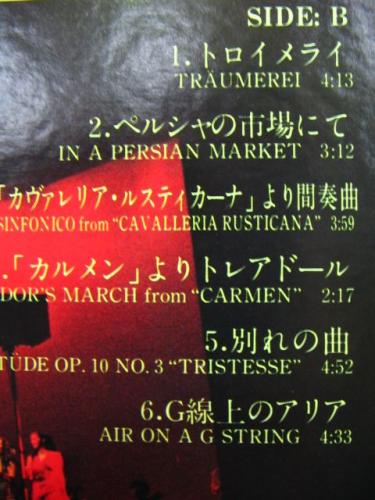 SIDE: B
1.トロイメライ
TRÄUMEREI 4:13
2.ペルシャの市場にて
IN A PERSIAN MARKET 3:12
「カヴァレリア・ルスティカーナ」より間奏曲
SINFONICO from "CAVALLERIA RUSTICANA" 3:59
.「カルメン」よりトレアドール
DOR'S MARCH from "CARMEN" 2:17
5.別れの曲
TÜDE OP. 10 NO. 3 "TRISTESSE" 4:52
6.G線上のアリア
AIR ON A G STRING 4:33